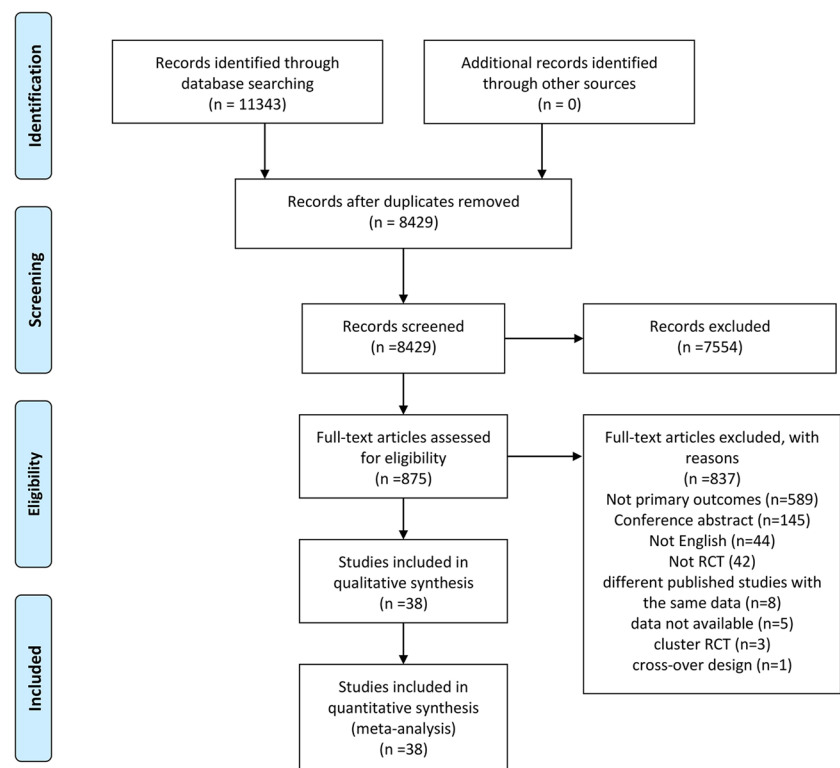 Identification
Records identified through
database searching
(n = 11343)
Additional records identified
through other sources
(n = 0)
Records after duplicates removed
(n = 8429)
Screening
Records screened
(n =8429)
Records excluded
(n =7554)
Eligibility
Full-text articles assessed
for eligibility
(n =875)
Full-text articles excluded, with
reasons
(n =837)
Not primary outcomes (n=589)
Conference abstract (n=145)
Not English (n=44)
Not RCT (42)
different published studies with
the same data (n=8)
data not available (n=5)
cluster RCT (n=3)
cross-over design (n=1)
Studies included in
qualitative synthesis
(n =38)
Included
Studies included in
quantitative synthesis
(meta-analysis)
(n =38)